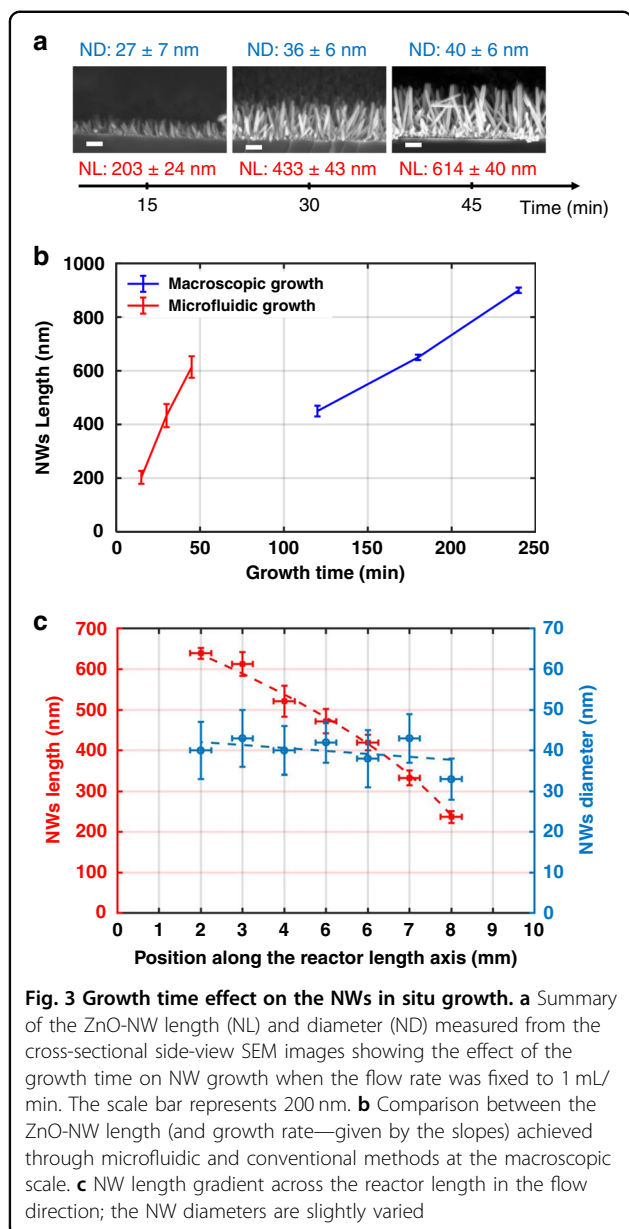 a
ND: 27 ± 7 nm ND: 36 ± 6 nm ND: 40 ± 6 nm
NL: 203 ± 24 nm NL: 433 ± 43 nm NL: 614 ± 40 nm
15 30 45 Time (min)
b
1000
800
600
400
200
0
NWs Length (nm)
Macroscopic growth
Microfluidic growth
0 50 100 150 200 250
Growth time (min)
c
700
600
500
400
300
200
100
0
NWs length (nm)
70
60
50
40
30
20
10
0
NWs diameter (nm)
0 1 2 3 4 6 6 7 8 10
Position along the reactor length axis (mm)
Fig. 3 Growth time effect on the NWs in situ growth. a Summary
of the ZnO-NW length (NL) and diameter (ND) measured from the
cross-sectional side-view SEM images showing the effect of the
growth time on NW growth when the flow rate was fixed to 1 mL/
min. The scale bar represents 200 nm. b Comparison between the
ZnO-NW length (and growth rate—given by the slopes) achieved
through microfluidic and conventional methods at the macroscopic
scale. c NW length gradient across the reactor length in the flow
direction; the NW diameters are slightly varied